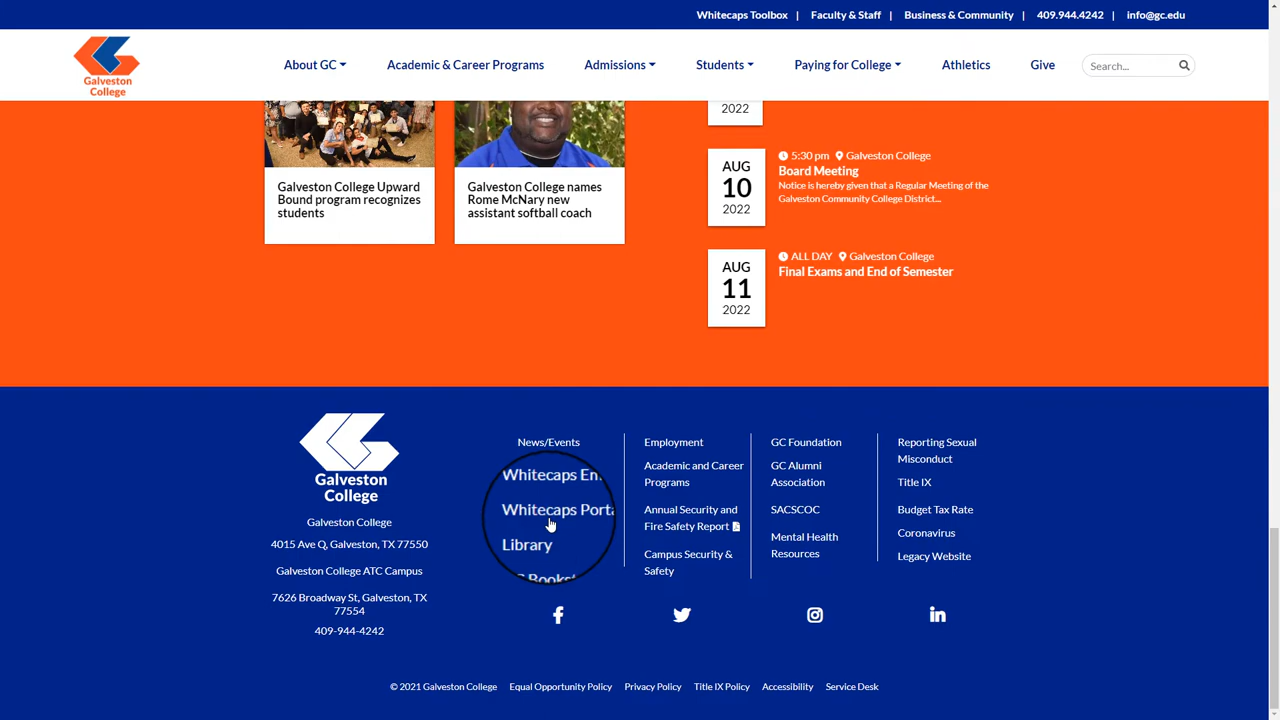 Whitecaps Toolbox | Faculty & Staff | Business & Community | 409.944.4242 | info@gc.edu
Galveston
College
About GC
Academic & Career Programs
Admissions
Students
Paying for College
Athletics
Give
Search...
Galveston College Upward
Bound program recognizes
students
Galveston College names
Rome McNary new
assistant softball coach
2022
AUG
10
2022
5:30 pm Galveston College
Board Meeting
Notice is hereby given that a Regular Meeting of the
Galveston Community College District...
AUG
11
2022
ALL DAY Galveston College
Final Exams and End of Semester
Galveston
College
Galveston College
4015 Ave Q, Galveston, TX 77550
Galveston College ATC Campus
7626 Broadway St, Galveston, TX
77554
409-944-4242
News/Events
Whitecaps
Whitecaps
Library
Employment
Academic and Career
Programs
Annual Security and
Fire Safety Report
Campus Security &
Safety
GC Foundation
GC Alumni
Association
SACSCOC
Mental Health
Resources
Reporting Sexual
Misconduct
Title IX
Budget Tax Rate
Coronavirus
Legacy Website
© 2021 Galveston College
Equal Opportunity Policy
Privacy Policy
Title IX Policy
Accessibility
Service Desk